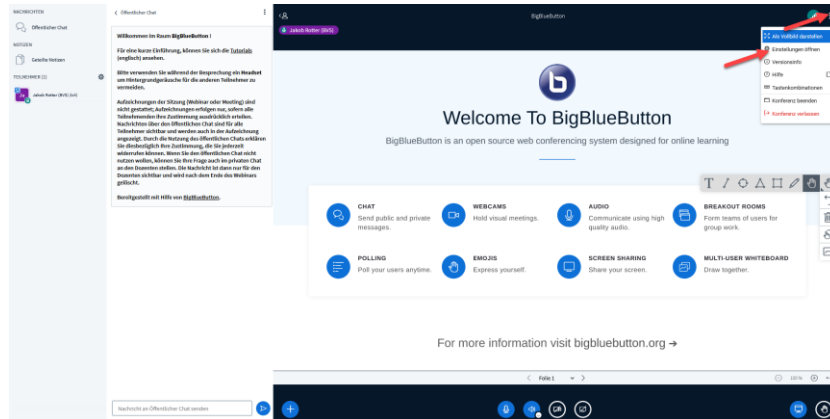 NACHRICHTEN
Öffentlicher Chat
NOTIZEN
Geteilte Notizen
TEILNEHMER (1)
Jakob Rotter (BVS) (Ich)
Öffentlicher Chat
Willkommen im Raum BigBlueButton !
Für eine kurze Einführung, können Sie sich die Tutorials
(englisch) ansehen.
Bitte verwenden Sie während der Besprechung ein Headset
um Hintergrundgeräusche für die anderen Teilnehmer zu
vermeiden.
Aufzeichnungen der Sitzung (Webinar oder Meeting) sind
nicht gestattet; Aufzeichnungen erfolgen nur, sofern alle
Teilnehmenden ihre Zustimmung ausdrücklich erteilen.
Nachrichten über den öffentlichen Chat sind für alle
Teilnehmer sichtbar und werden auch in der Aufzeichnung
angezeigt. Durch die Nutzung des öffentlichen Chats erklären
Sie diesbezüglich Ihre Zustimmung, die Sie jederzeit
widerrufen können. Wenn Sie den öffentlichen Chat nicht
nutzen wollen, können Sie Ihre Frage auch im privaten Chat
an den Dozenten stellen. Die Nachricht ist dann nur für den
Dozenten sichtbar und wird nach dem Ende des Webinars
gelöscht.
Bereitgestellt mit Hilfe von BigBlueButton.
Nachricht an Öffentlicher Chat senden
BigBlueButton
Jakob Rotter (BVS)
Als Vollbild darstellen
Einstellungen öffnen
Versionsinfo
Hilfe
Tastenkombinationen
Konferenz beenden
Konferenz verlassen
b
Welcome To BigBlueButton
BigBlueButton is an open source web conferencing system designed for online learning
CHAT
Send public and private
messages.
WEBCAMS
Hold visual meetings.
AUDIO
Communicate using high
quality audio.
BREAKOUT ROOMS
Form teams of users for
group work.
POLLING
Poll your users anytime.
EMOJIS
Express yourself.
SCREEN SHARING
Share your screen.
MULTI-USER WHITEBOARD
Draw together.
For more information visit bigbluebutton.org →
Folie 1
100%